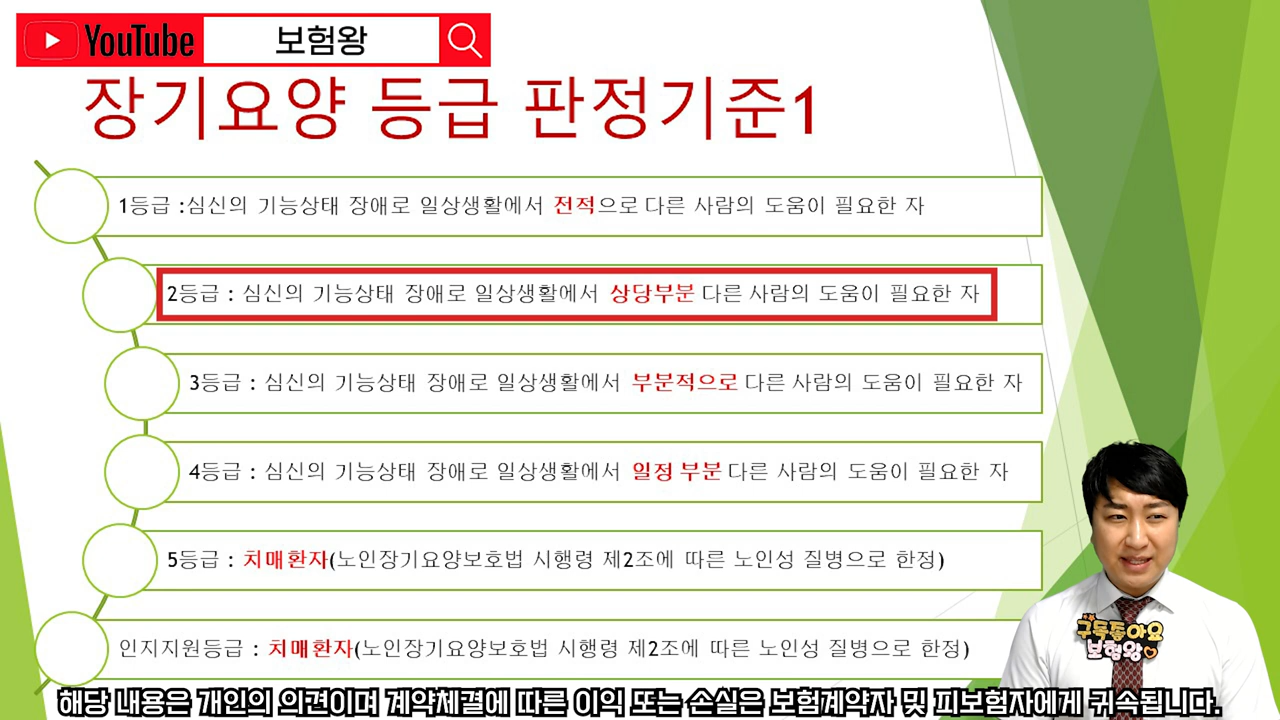 YouTube 보험왕
장기요양 등급 판정기준1
1등급 :심신의 기능상태 장애로 일상생활에서 전적으로 다른 사람의 도움이 필요한 자
2등급 : 심신의 기능상태 장애로 일상생활에서 상당부분 다른 사람의 도움이 필요한 자
3등급 : 심신의 기능상태 장애로 일상생활에서 부분적으로 다른 사람의 도움이 필요한 자
4등급 : 심신의 기능상태 장애로 일상생활에서 일정 부분 다른 사람의 도움이 필요한 자
5등급 : 치매환자(노인장기요양보호법 시행령 제2조에 따른 노인성 질병으로 한정)
인지지원등급 : 치매환자(노인장기요양보호법 시행령 제2조에 따른 노인성 질병으로 한정)
구독좋아요
보험왕
해당 내용은 개인의 의견이며 계약체결에 따른 이익 또는 손실은 보험계약자 및 피보험자에게 귀속됩니다.